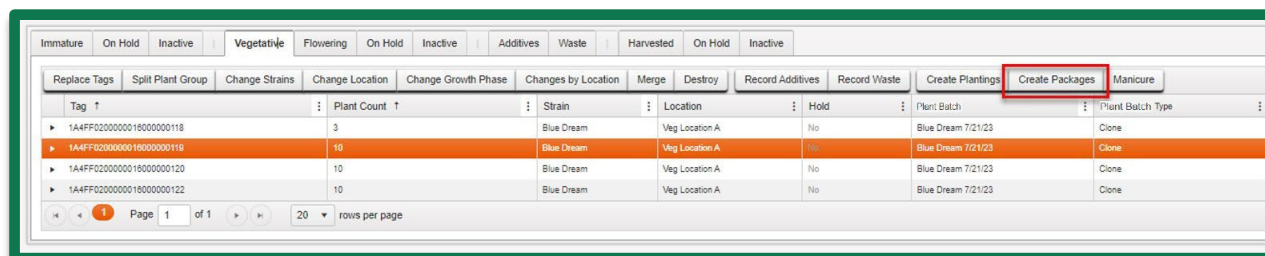 Immature On Hold Inactive Vegetative Flowering On Hold Inactive Additives Waste Harvested On Hold Inactive
Replace Tags Split Plant Group Change Strains Change Location Change Growth Phase Changes by Location Merge Destroy Record Additives Record Waste Create Plantings Create Packages Manicure
Tag ↑ Plant Count ↑ Strain Location Hold Plant Batch Plant Batch Type
1A4FF0200000016000000118 3 Blue Dream Veg Location A No Blue Dream 7/21/23 Clone
1A4FF0200000016000000119 10 Blue Dream Veg Location A No Blue Dream 7/21/23 Clone
1A4FF0200000016000000120 10 Blue Dream Veg Location A No Blue Dream 7/21/23 Clone
1A4FF0200000016000000122 10 Blue Dream Veg Location A No Blue Dream 7/21/23 Clone
1 Page 1 of 1 20 rows per page